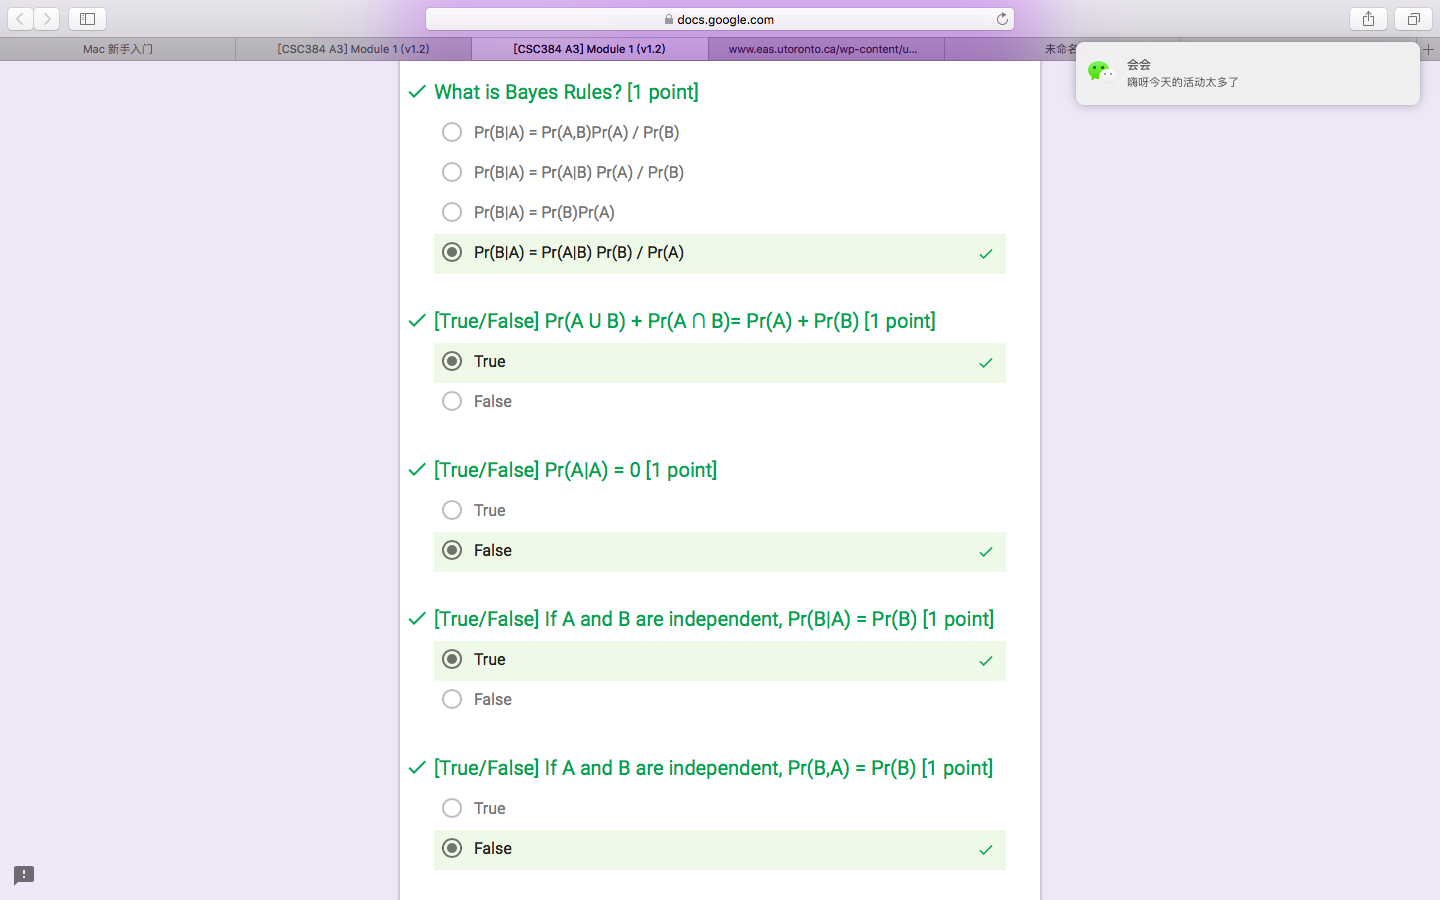 docs.google.com
Mac 新手入门
[CSC384 A3] Module 1 (v1.2)
[CSC384 A3] Module 1 (v1.2)
www.eas.utoronto.ca/wp-content/u...
未命名
会会
嗨呀今天的活动太多了
What is Bayes Rules? [1 point]
Pr(B|A) = Pr(A,B)Pr(A) / Pr(B)
Pr(B|A) = Pr(A|B) Pr(A) / Pr(B)
Pr(B|A) = Pr(B)Pr(A)
Pr(B|A) = Pr(A|B) Pr(B) / Pr(A)
[True/False] Pr(A U B) + Pr(A ∩ B)= Pr(A) + Pr(B) [1 point]
True
False
[True/False] Pr(A|A) = 0 [1 point]
True
False
[True/False] If A and B are independent, Pr(B|A) = Pr(B) [1 point]
True
False
[True/False] If A and B are independent, Pr(B,A) = Pr(B) [1 point]
True
False